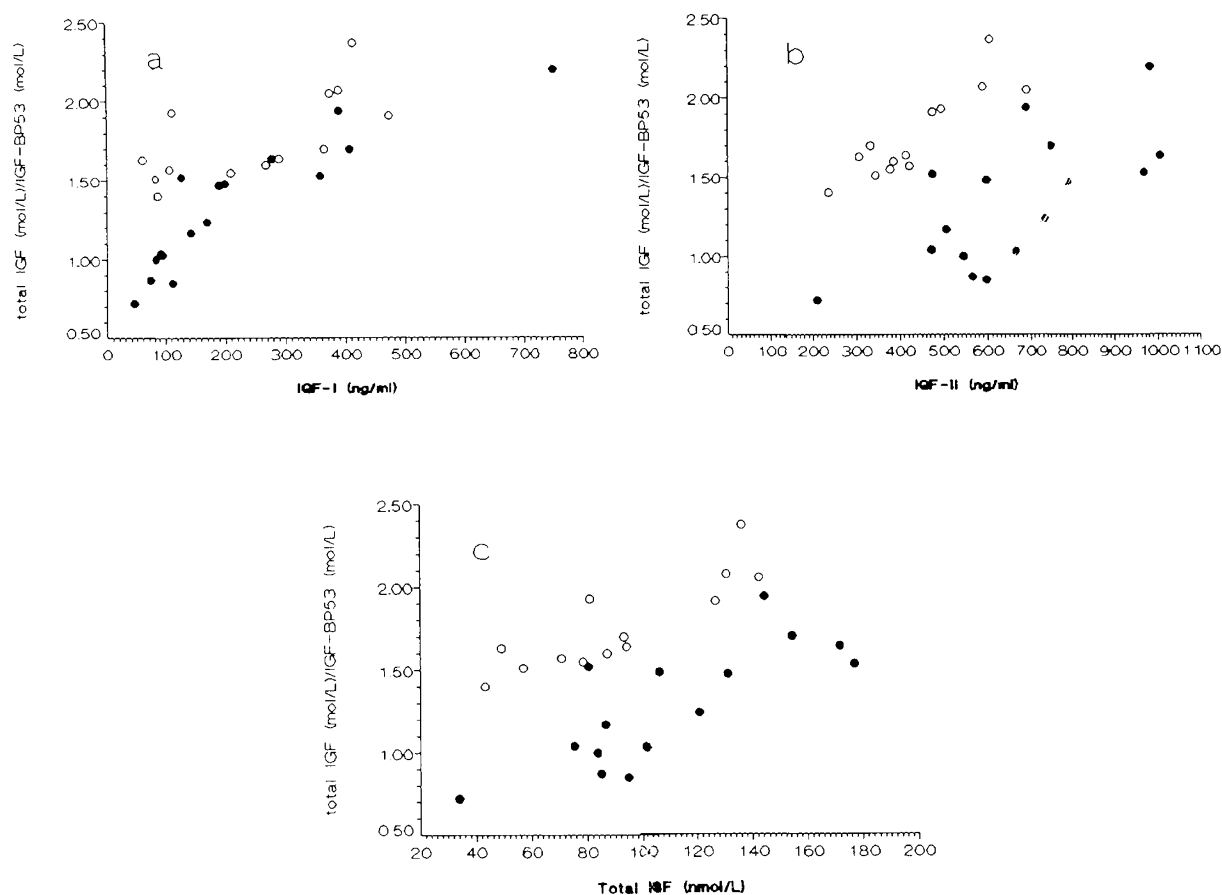 a
total IGF (mol/L)/IGF-BP53 (mol/L)
2.50
2.00
1.50
1.00
0.50
0 100 200 300 400 500 600 700 800
IGF-I (ng/ml)
b
total IGF (mol/L)/IGF-BP53 (mol/L)
2.50
2.00
1.50
1.00
0.50
0 100 200 300 400 500 600 700 800 900 1000 1100
IGF-II (ng/ml)
c
total IGF (mol/L)/IGF-BP53 (mol/L)
2.50
2.00
1.50
1.00
0.50
20 40 60 80 100 120 140 160 180 200
Total IGF (nmol/L)